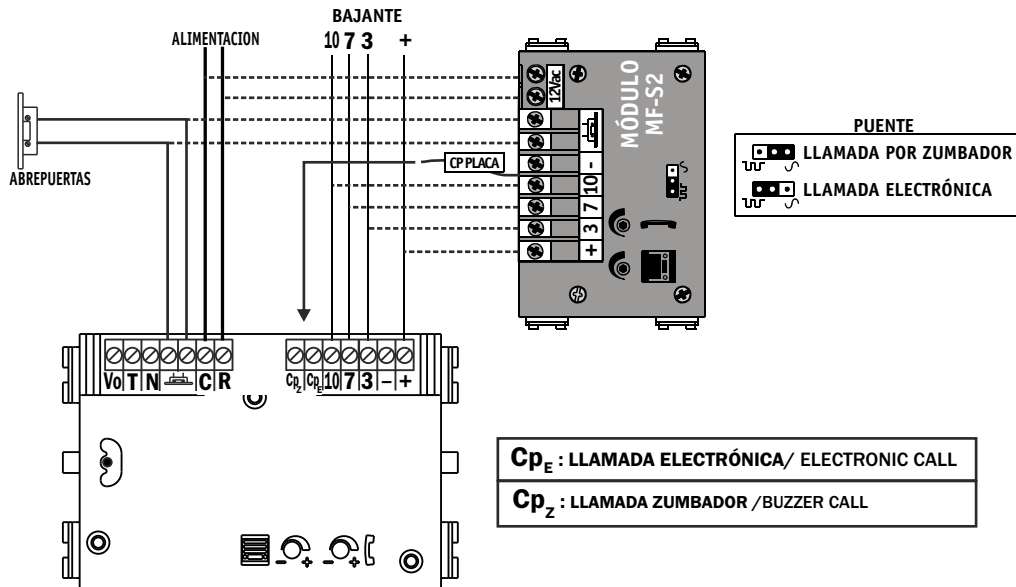 BAJANTE
ALIMENTACION
10 7 3 +
12Vac
MÓDULO
MF-S2
CP PLACA
-
10
7
3
+
ABREPUERTAS
PUENTE
LLAMADA POR ZUMBADOR
LLAMADA ELECTRÓNICA
Vo T N C R
CpZ CpE 10 7 3 - +
CpE : LLAMADA ELECTRÓNICA/ ELECTRONIC CALL
CpZ : LLAMADA ZUMBADOR /BUZZER CALL
- + - +